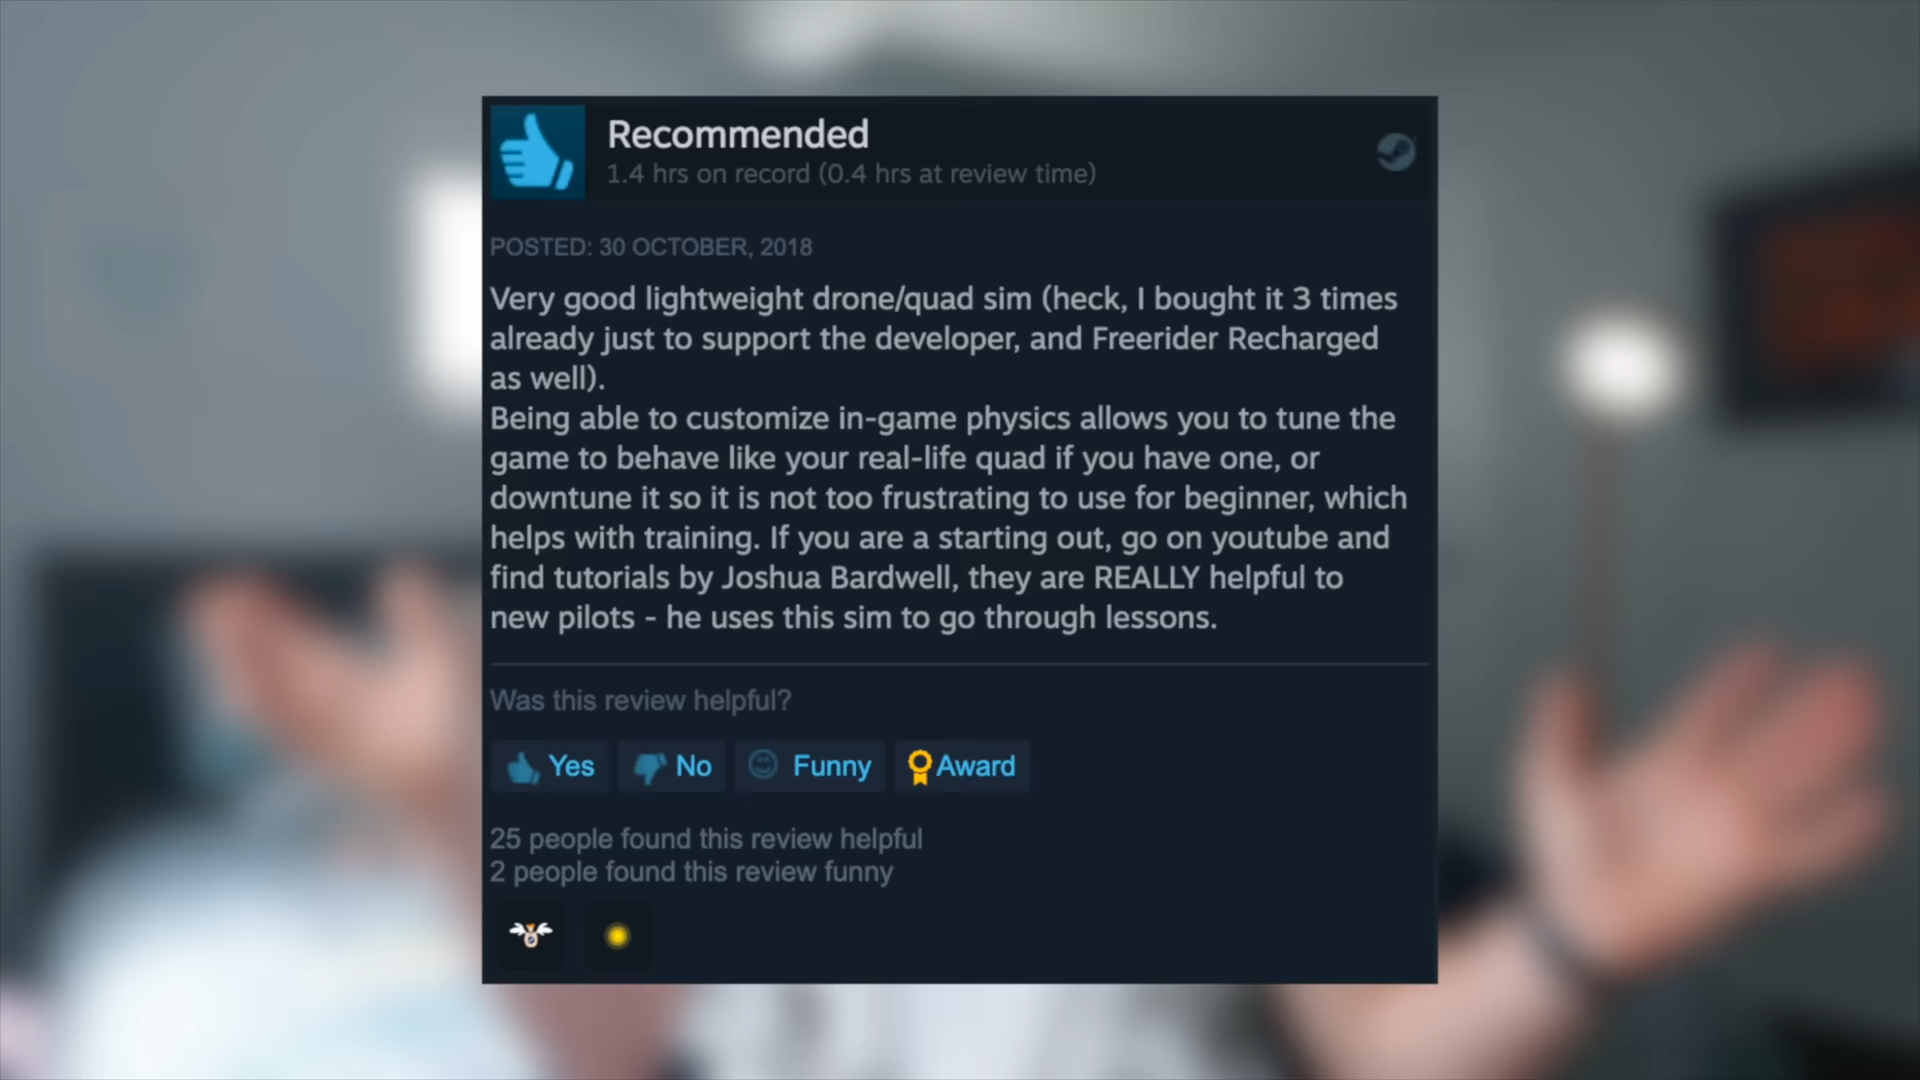 Recommended
1.4 hrs on record (0.4 hrs at review time)
POSTED: 30 OCTOBER, 2018
Very good lightweight drone/quad sim (heck, I bought it 3 times
already just to support the developer, and Freerider Recharged
as well).
Being able to customize in-game physics allows you to tune the
game to behave like your real-life quad if you have one, or
downtune it so it is not too frustrating to use for beginner, which
helps with training. If you are a starting out, go on youtube and
find tutorials by Joshua Bardwell, they are REALLY helpful to
new pilots - he uses this sim to go through lessons.
Was this review helpful?
Yes No Funny Award
25 people found this review helpful
2 people found this review funny